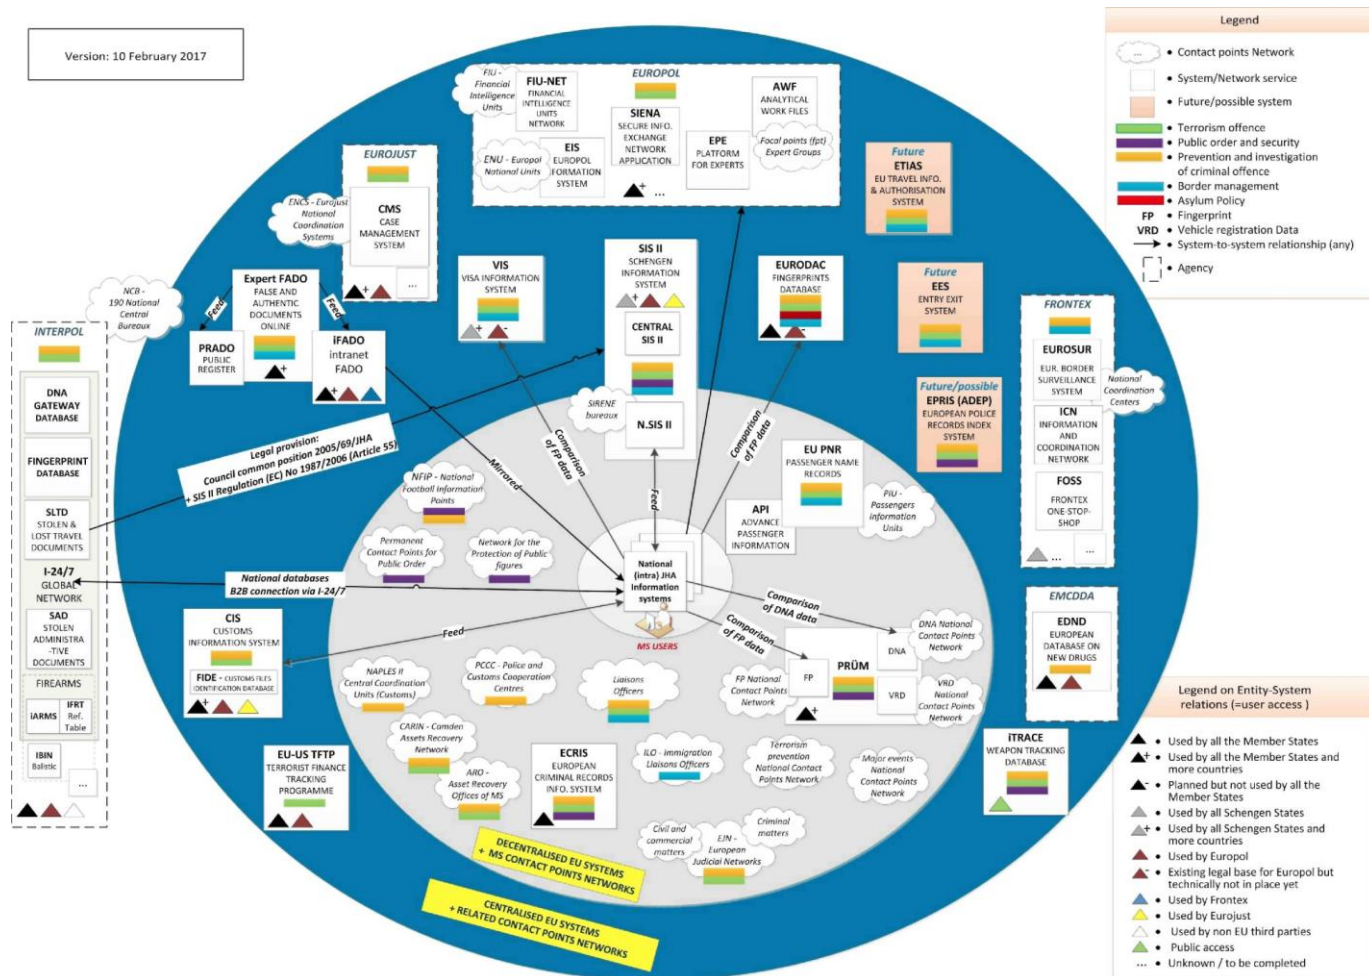 Version: 10 February 2017
Legend
... • Contact points Network
• System/Network service
• Future/possible system
• Terrorism offence
• Public order and security
• Prevention and investigation
of criminal offence
• Border management
• Asylum Policy
FP • Fingerprint
VRD • Vehicle registration Data
• System-to-system relationship (any)
• Agency
EUROPOL
FIU -
Financial
Intelligence
Units
FIU-NET
FINANCIAL
INTELLIGENCE
UNITS
NETWORK
SIENA
SECURE INFO.
EXCHANGE
NETWORK
APPLICATION
+ ...
AWF
ANALYTICAL
WORK FILES
Focal points (fpt)
Expert Groups
ENU - Europol
National Units
EIS
EUROPOL
FORMATION
SYSTEM
EPE
PLATFORM
FOR EXPERTS
EUROJUST
ENCS - Eurojust
National
Coordination
Systems
CMS
CASE
MANAGEMENT
SYSTEM
+
...
Future
ETIAS
EU TRAVEL INFO.
& AUTHORISATION
SYSTEM
Future
EES
ENTRY EXIT
SYSTEM
Future/possible
EPRIS (ADEP)
EUROPEAN POLICE
RECORDS INDEX
SYSTEM
NCB -
190 National
Central
Bureaux
Expert FADO
FALSE AND
AUTHENTIC
DOCUMENTS
ONLINE
+
Feed
Feed
PRADO
PUBLIC
REGISTER
iFADO
intranet
FADO
+
VIS
VISA INFORMATION
SYSTEM
+ -
SIS II
SCHENGEN
INFORMATION
SYSTEM
+
CENTRAL
SIS II
SIRENE
bureaux
N.SIS II
EURODAC
FINGERPRINTS
DATABASE
+ -
FRONTEX
EUROSUR
EUR. BORDER
SURVEILLANCE
SYSTEM
National
Coordination
Centers
ICN
INFORMATION
AND
COORDINATION
NETWORK
FOSS
FRONTEX
ONE-STOP-
SHOP
... ...
INTERPOL
DNA
GATEWAY
DATABASE
FINGERPRINT
DATABASE
SLTD
STOLEN &
LOST TRAVEL
DOCUMENTS
I-24/7
GLOBAL
NETWORK
SAD
STOLEN
ADMINISTRA
-TIVE
DOCUMENTS
FIREARMS
iARMS
IFRT
Ref.
Table
IBIN
Ballistic
...
Legal provision:
Council common position 2005/69/JHA
+ SIS II Regulation (EC) No 1987/2006 (Article 55)
Mirrored
Comparison
of FP data
Feed
Comparison
of FP data
National databases
B2B connection via I-24/7
Feed
NFIP - National
Football Information
Points
Permanent
Contact Points for
Public Order
Network for the
Protection of Public
figures
EU PNR
PASSENGER NAME
RECORDS
PIU -
Passengers
Information
Units
API
ADVANCE
PASSENGER
INFORMATION
National
(intra) JHA
Information
systems
MS USERS
Comparison
of DNA data
Comparison
of FP data
DNA National
Contact Points
Network
DNA
PRÜM
FP
VRD
+
FP National
Contact Points
Network
VRD
National
Contact Points
Network
EMCDDA
EDND
EUROPEAN
DATABASE
ON NEW DRUGS
CIS
CUSTOMS
INFORMATION SYSTEM
FIDE - CUSTOMS FILES
IDENTIFICATION DATABASE
+
NAPLES II
Central Coordination
Units (Customs)
PCCC - Police and
Customs Cooperation
Centres
Liaisons
Officers
CARIN - Camden
Assets Recovery
Network
ARO -
Asset Recovery
Offices of MS
EU-US TFTP
TERRORIST FINANCE
TRACKING
PROGRAMME
ECRIS
EUROPEAN
CRIMINAL RECORDS
INFO. SYSTEM
ILO - Immigration
Liaisons Officers
Terrorism
prevention
National Contact
Points Network
Major events
National
Contact Points
Network
iTRACE
WEAPON TRACKING
DATABASE
Civil and
commercial
matters
EJN -
European
Judicial Networks
Criminal
matters
DECENTRALISED EU SYSTEMS
+ MS CONTACT POINTS NETWORKS
CENTRALISED EU SYSTEMS
+ RELATED CONTACT POINTS NETWORKS
Legend on Entity-System
relations (=user access )
• Used by all the Member States
+ • Used by all the Member States and
more countries
- • Planned but not used by all the
Member States
• Used by all Schengen States
+ • Used by all Schengen States and
more countries
• Used by Europol
- • Existing legal base for Europol but
technically not in place yet
• Used by Frontex
• Used by Eurojust
• Used by non EU third parties
• Public access
... • Unknown / to be completed